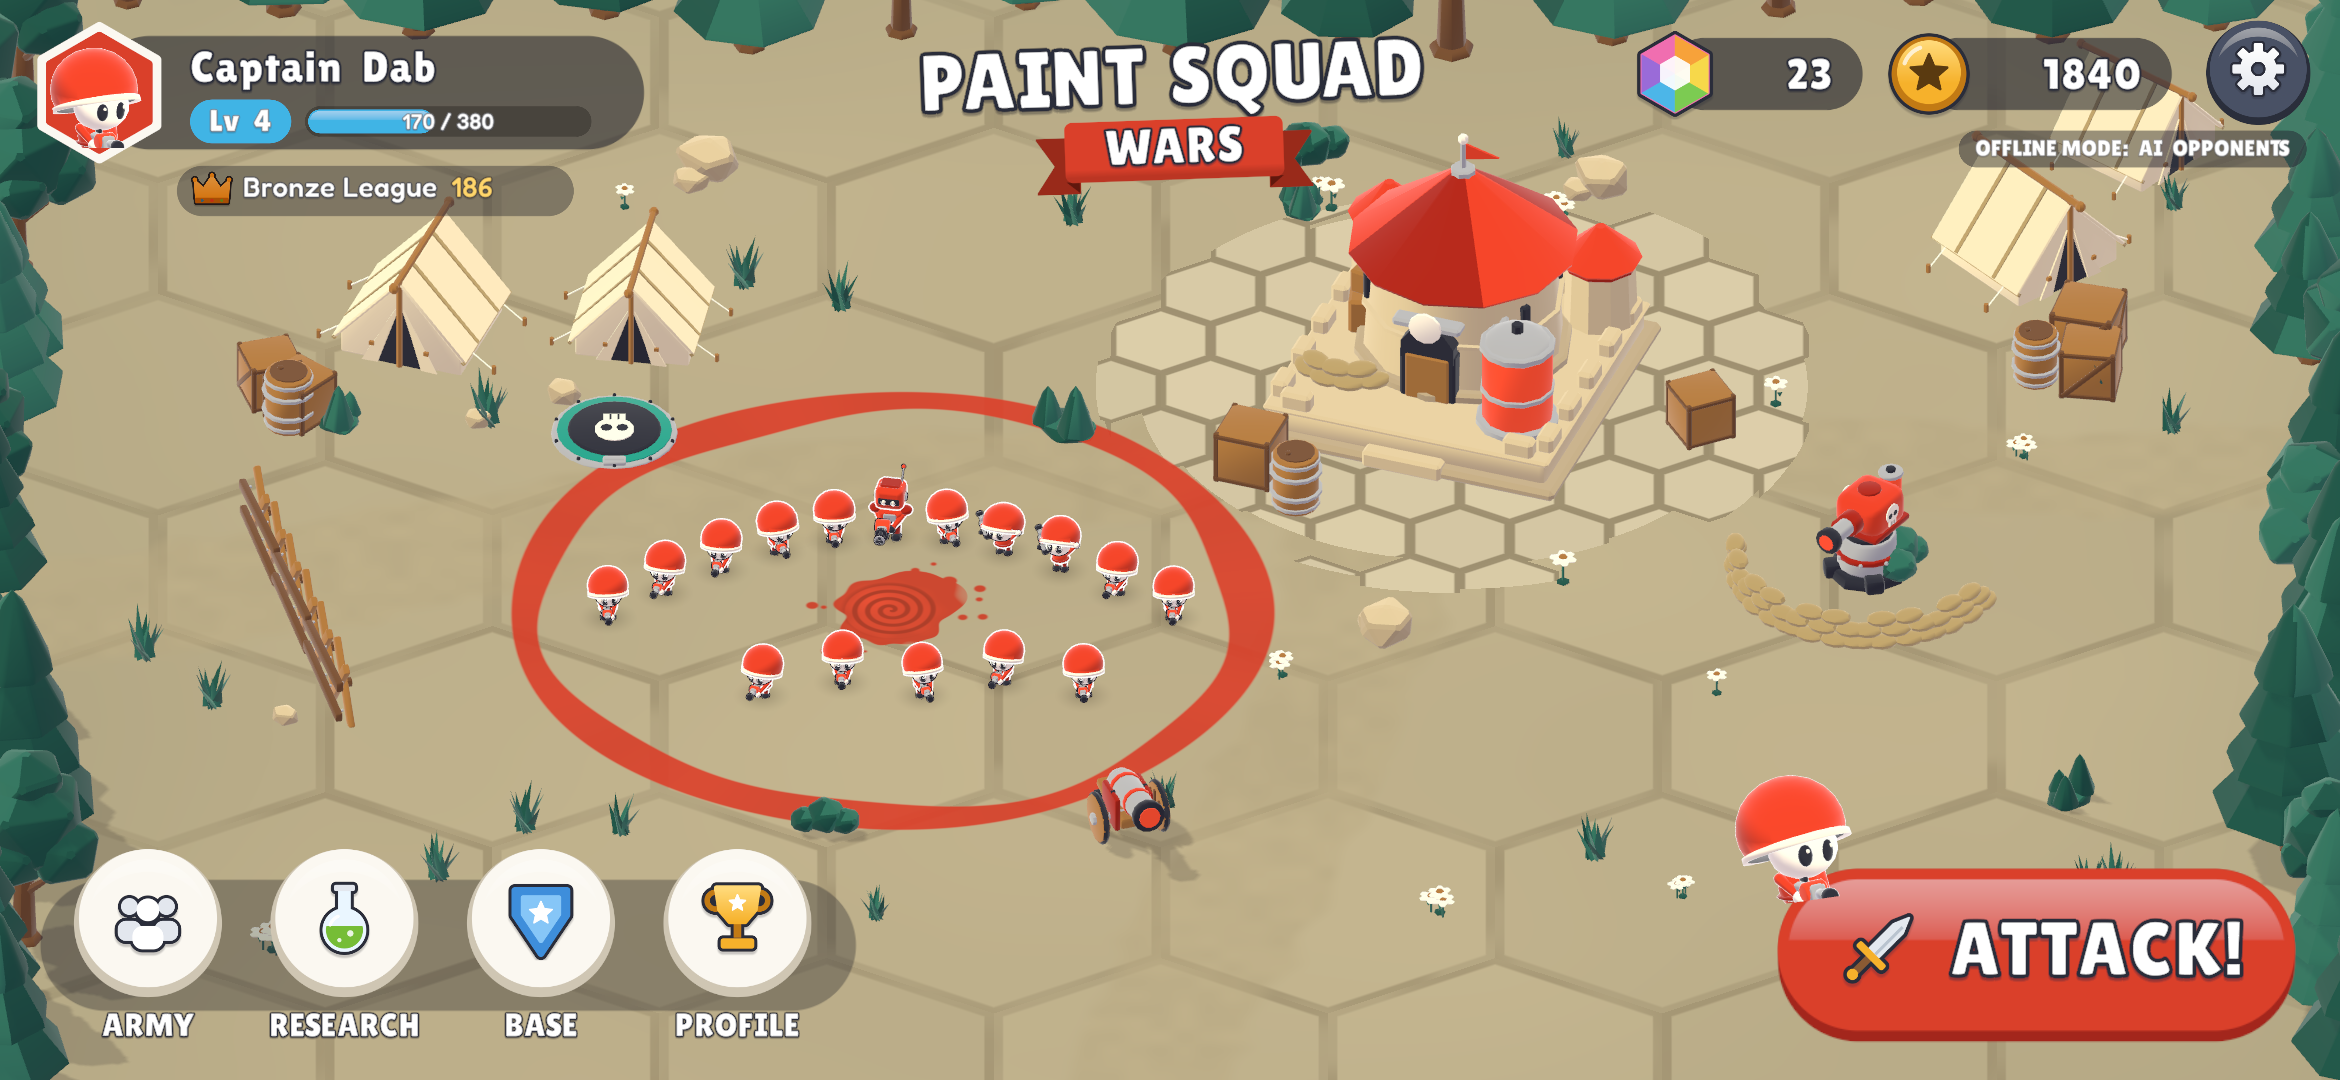 Captain Dab
Lv 4
170 / 380
Bronze League 186
PAINT SQUAD
WARS
23
1840
OFFLINE MODE: AI OPPONENTS
ARMY
RESEARCH
BASE
PROFILE
ATTACK!